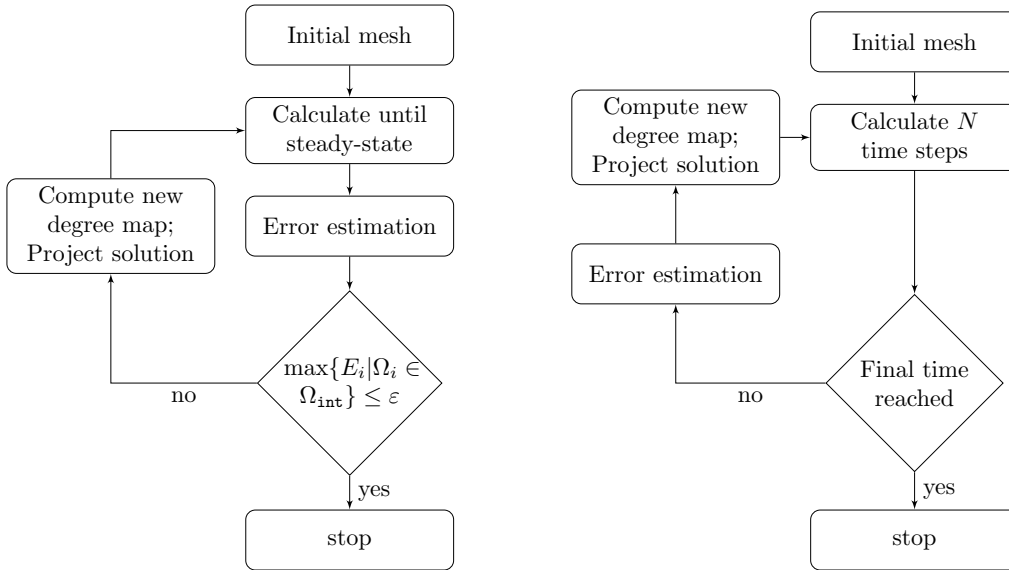 Initial mesh
Calculate until
steady-state
Compute new
degree map;
Project solution
Error estimation
max{E_i|Ω_i ∈
Ω_int} ≤ ε
no
yes
stop
Initial mesh
Compute new
degree map;
Project solution
Calculate N
time steps
Error estimation
Final time
reached
no
yes
stop